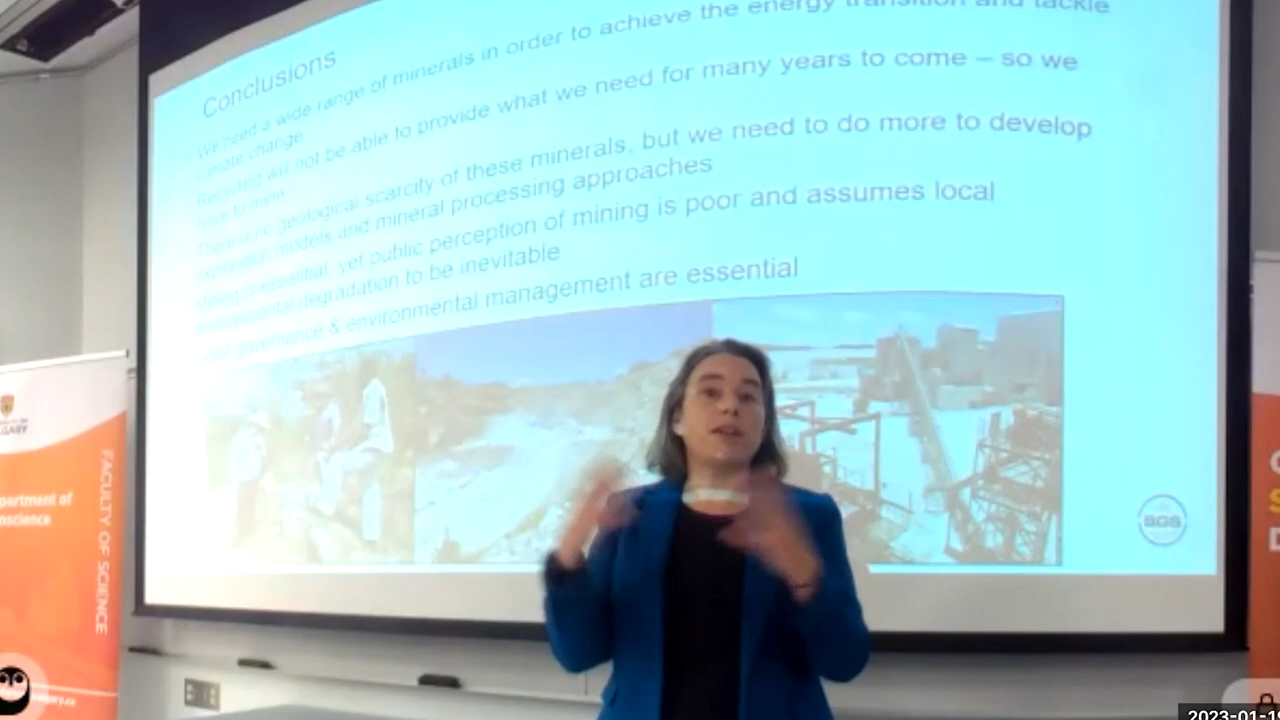 Conclusions
We need a wide range of minerals in order to achieve the energy transition and tackle
climate change
Recycling will not be able to provide what we need for many years to come – so we
have to mine
There is no geological scarcity of these minerals, but we need to do more to develop
exploration models and mineral processing approaches
Mining is essential, yet public perception of mining is poor and assumes local
environmental degradation to be inevitable
governance & environmental management are essential
BGS
FACULTY OF SCIENCE
2023-01-1